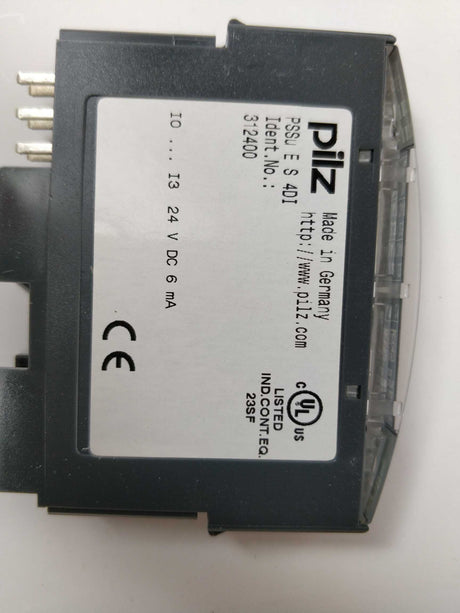 pilz
Made in Germany
http://www.pilz.com
PSSu E S 4DI
Ident.No.:
312400
I0 ... I3 24 V DC 6 mA
CE
C UL US
LISTED
IND.CONT.EQ.
23SF